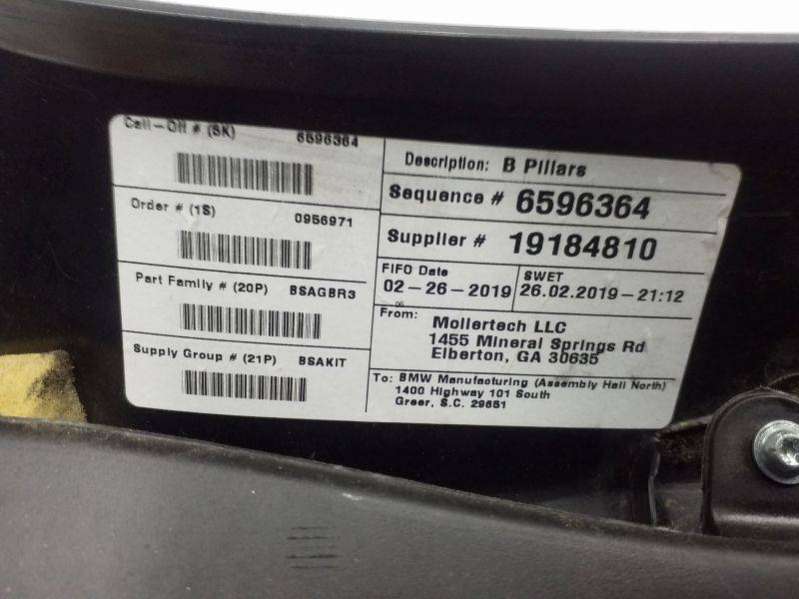 Call-Off # (SK) 6596364
Order # (1S) 0956971
Part Family # (20P) BSAGBR3
Supply Group # (21P) BSAKIT
Description: B Pillars
Sequence # 6596364
Supplier # 19184810
FIFO Date
02-26-2019
SWET
26.02.2019-21:12
From:
Mollertech LLC
1455 Mineral Springs Rd
Elberton, GA 30635
To: BMW Manufacturing (Assembly Hall North)
1400 Highway 101 South
Greer, S.C. 29651